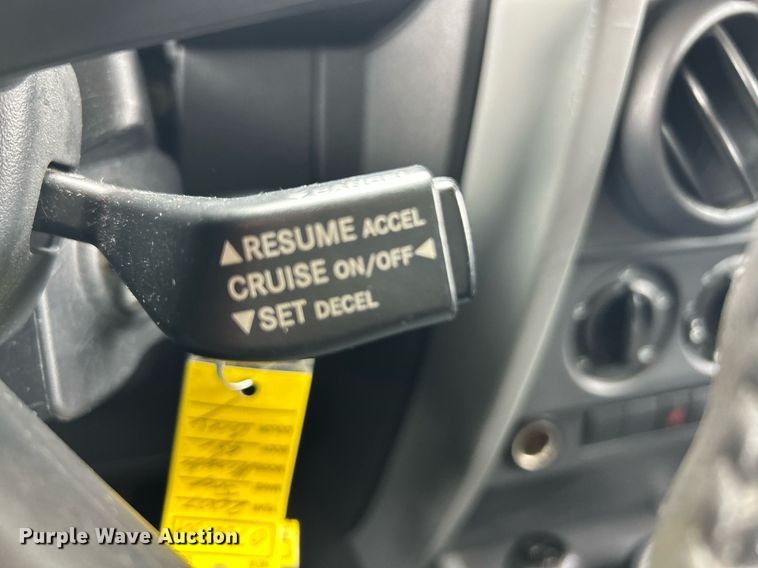 ▲RESUME ACCEL
CRUISE ON/OFF◄
▼SET DECEL
Purple Wave Auction